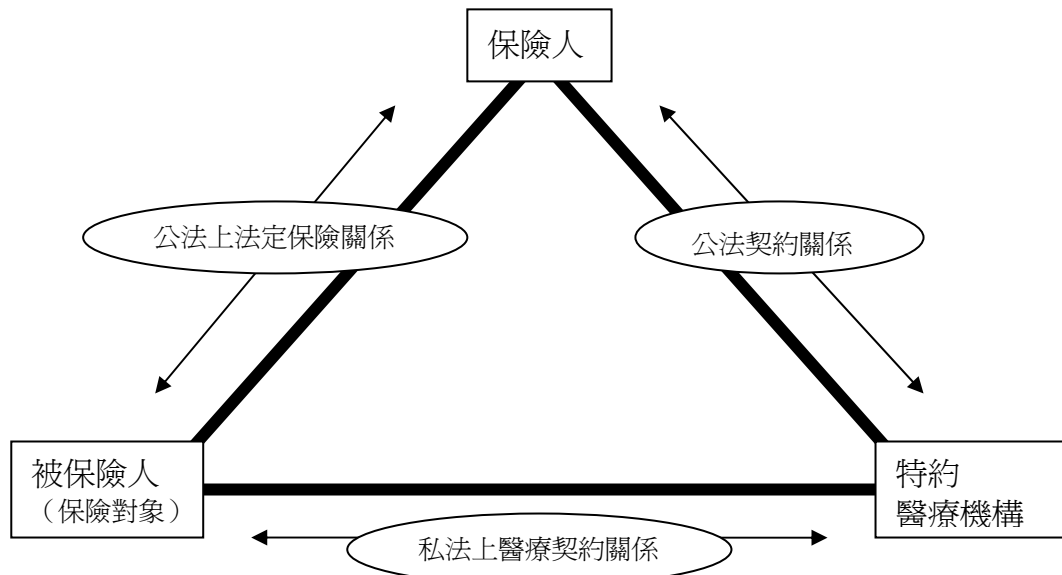 保險人
公法上法定保險關係
公法契約關係
被保險人
（保險對象）
特約
醫療機構
私法上醫療契約關係